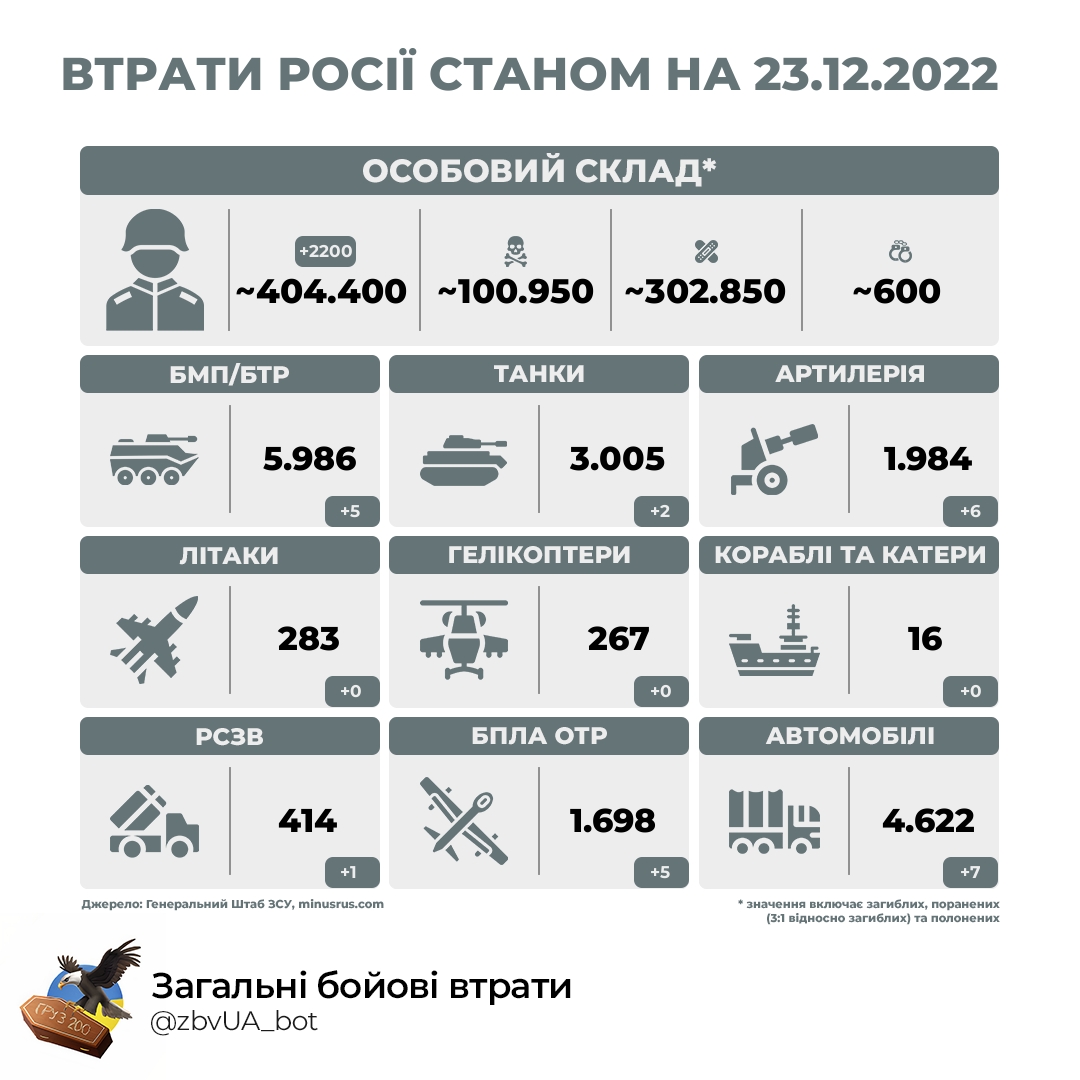 ВТРАТИ РОСІЇ СТАНОМ НА 23.12.2022
ОСОБОВИЙ СКЛАД*
+2200
~404.400
~100.950
~302.850
~600
БМП/БТР
5.986
+5
ТАНКИ
3.005
+2
АРТИЛЕРІЯ
1.984
+6
ЛІТАКИ
283
+0
ГЕЛІКОПТЕРИ
267
+0
КОРАБЛІ ТА КАТЕРИ
16
+0
РСЗВ
414
+1
БПЛА ОТР
1.698
+5
АВТОМОБІЛІ
4.622
+7
Джерело: Генеральний Штаб ЗСУ, minusrus.com
* значення включає загиблих, поранених
(3:1 відносно загиблих) та полонених
ГРУЗ 200
Загальні бойові втрати
@zbvUA_bot